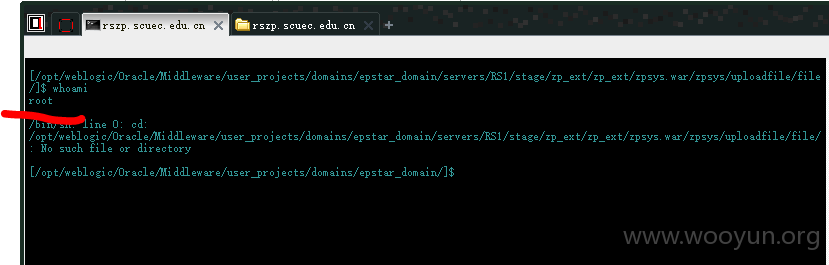 rszp.scuec.edu.cn
rszp.scuec.edu.cn
[/opt/weblogic/Oracle/Middleware/user_projects/domains/epstar_domain/servers/RS1/stage/zp_ext/zp_ext/zpsys.war/zpsys/uploadfile/file
/]$ whoami
root
/bin/sh: line 0: cd:
/opt/weblogic/Oracle/Middleware/user_projects/domains/epstar_domain/servers/RS1/stage/zp_ext/zp_ext/zpsys.war/zpsys/uploadfile/file/
: No such file or directory
[/opt/weblogic/Oracle/Middleware/user_projects/domains/epstar_domain/]$
www.wooyun.org